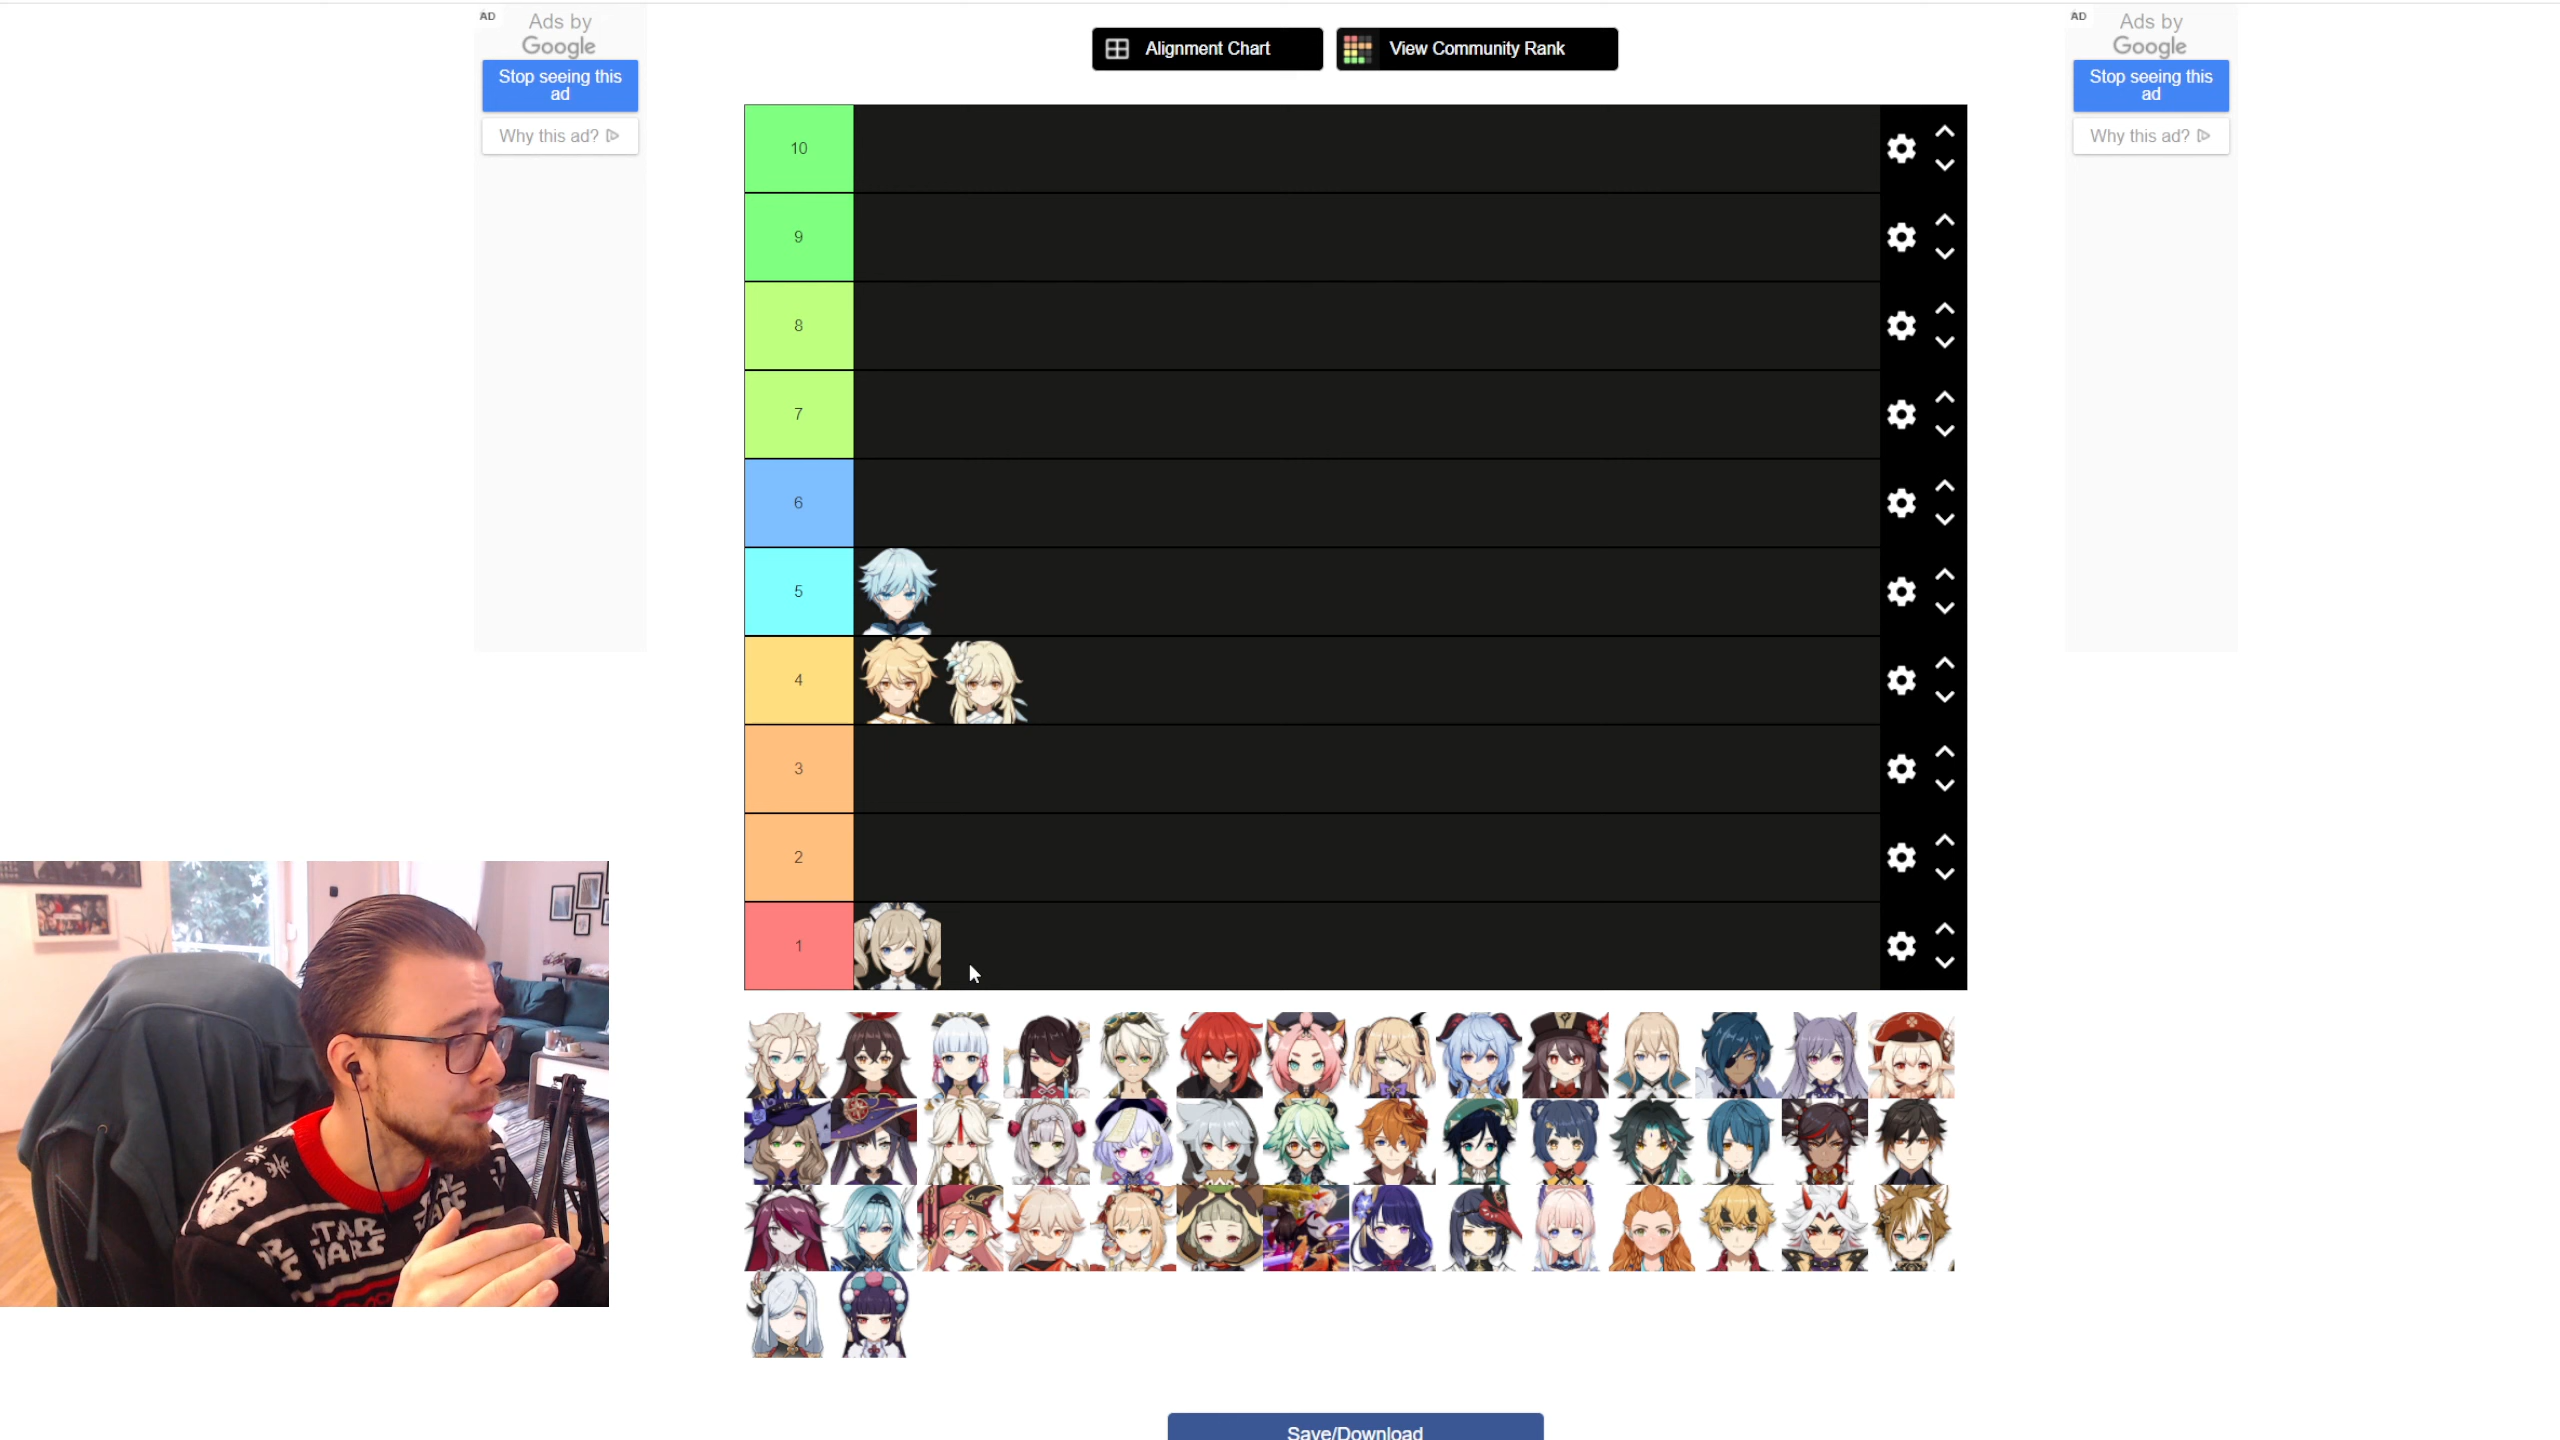 AD
Ads by
Google
Stop seeing this
ad
Why this ad?
Alignment Chart
View Community Rank
AD
Ads by
Google
Stop seeing this
ad
Why this ad?
10
9
8
7
6
5
4
3
2
1
STAR
WARS
Save/Download